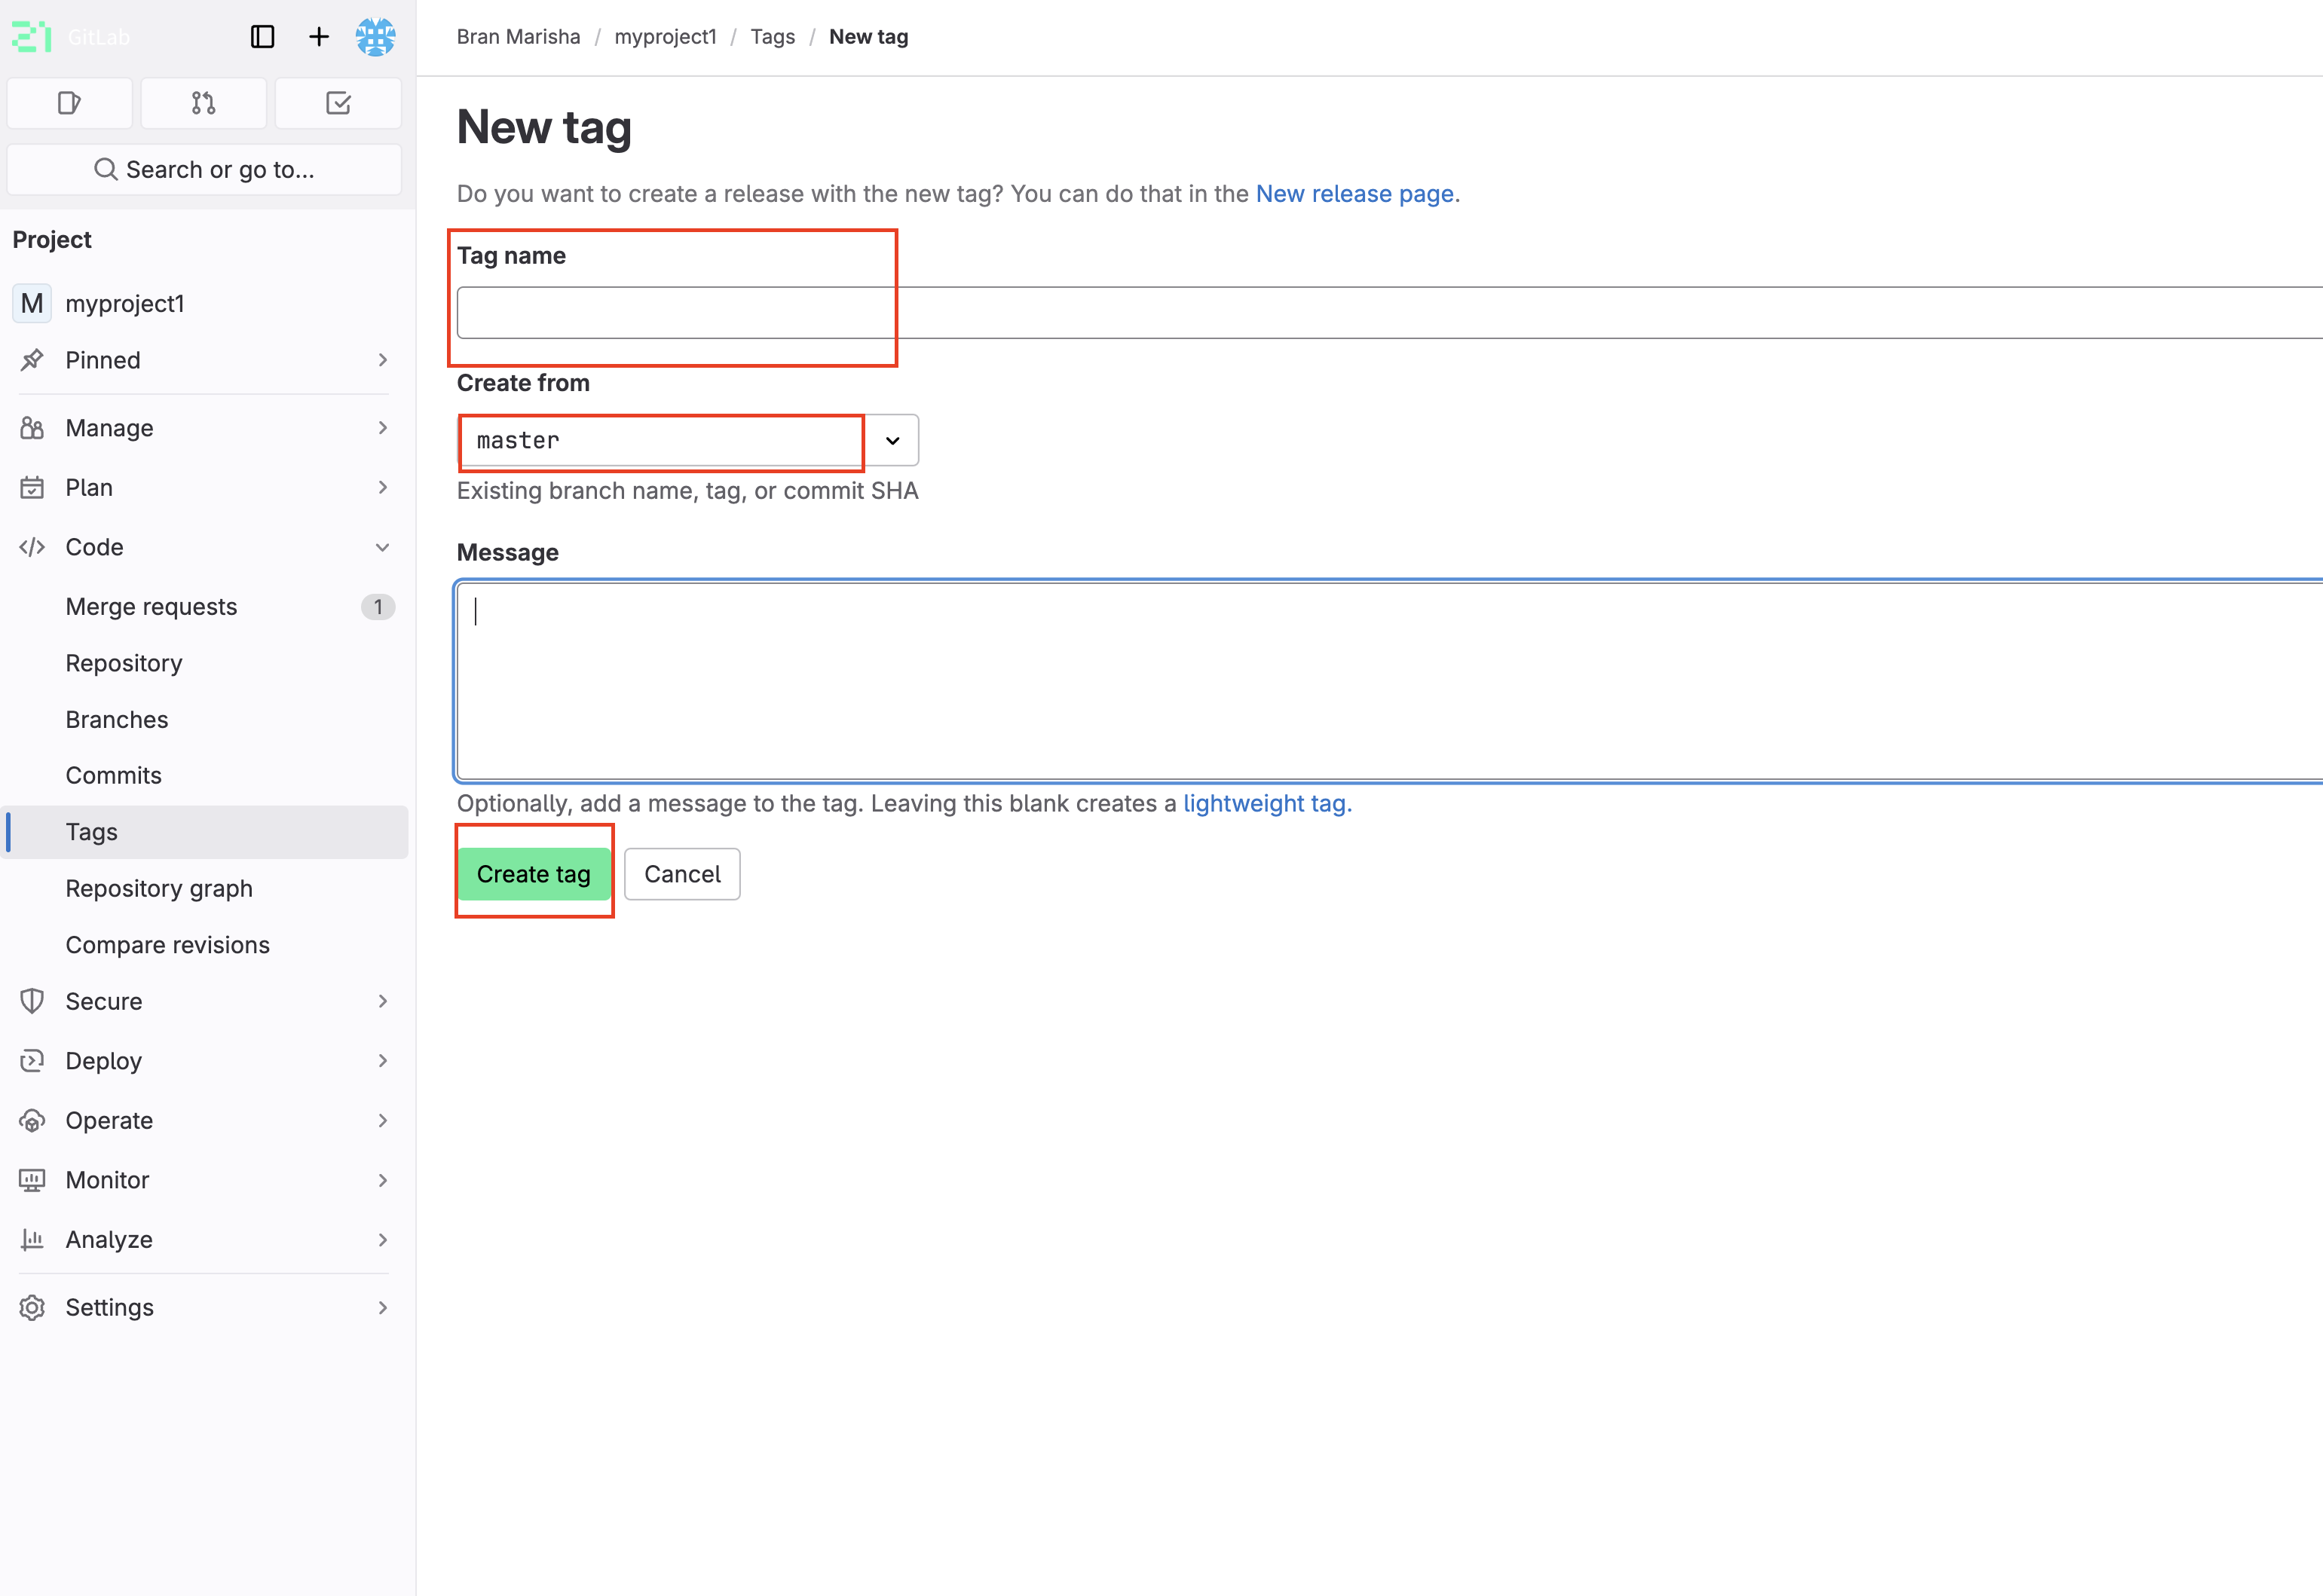 GitLab
Search or go to...
Project
M myproject1
Pinned
Manage
Plan
Code
Merge requests 1
Repository
Branches
Commits
Tags
Repository graph
Compare revisions
Secure
Deploy
Operate
Monitor
Analyze
Settings
Bran Marisha / myproject1 / Tags / New tag
New tag
Do you want to create a release with the new tag? You can do that in the New release page.
Tag name
Create from
master
Existing branch name, tag, or commit SHA
Message
Optionally, add a message to the tag. Leaving this blank creates a lightweight tag.
Create tag Cancel